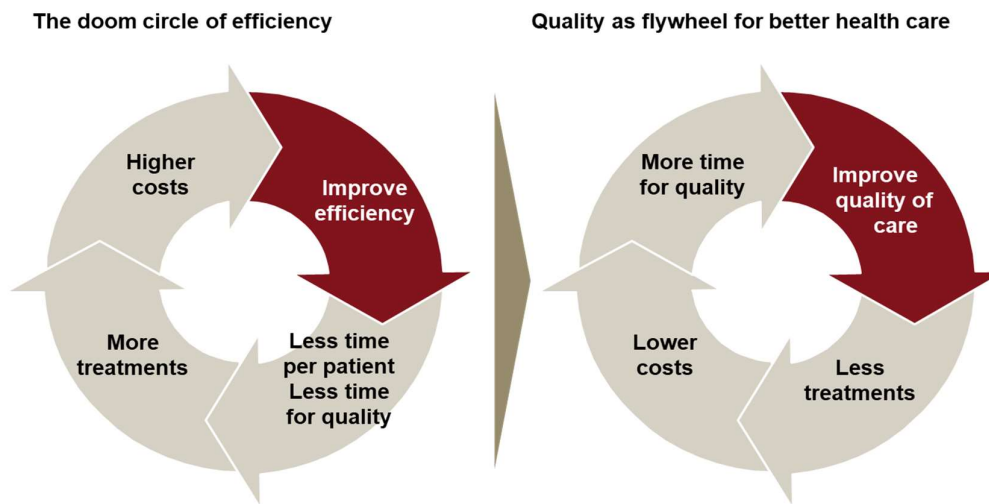 The doom circle of efficiency
Higher
costs
Improve
efficiency
Less time
per patient
Less time
for quality
More
treatments
Quality as flywheel for better health care
More time
for quality
Improve
quality of
care
Less
treatments
Lower
costs